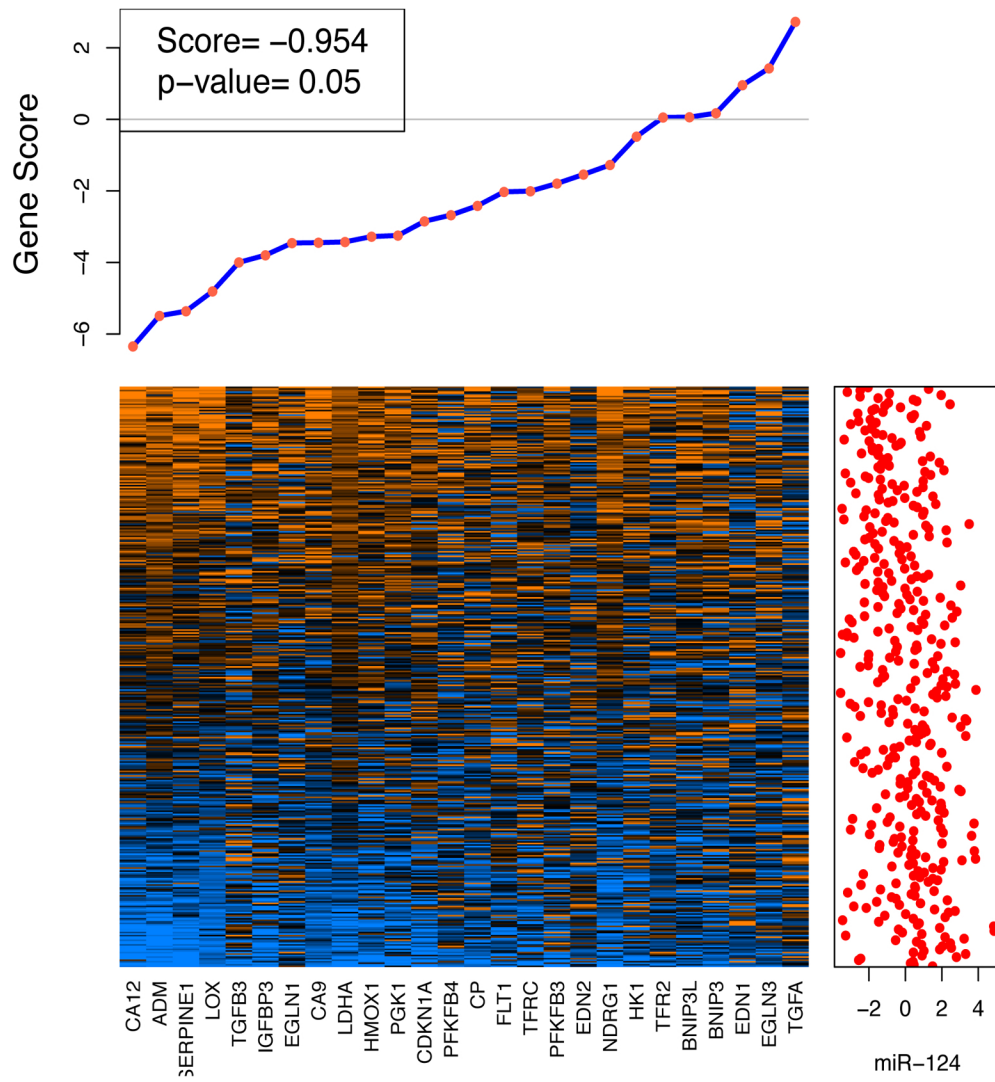 Score= −0.954
p−value= 0.05
Gene Score
2
0
−2
−4
−6
CA12
ADM
SERPINE1
LOX
TGFB3
IGFBP3
EGLN1
CA9
LDHA
HMOX1
PGK1
CDKN1A
PFKFB4
CP
FLT1
TFRC
PFKFB3
EDN2
NDRG1
HK1
TFR2
BNIP3L
BNIP3
EDN1
EGLN3
TGFA
−2 0 2 4
miR−124